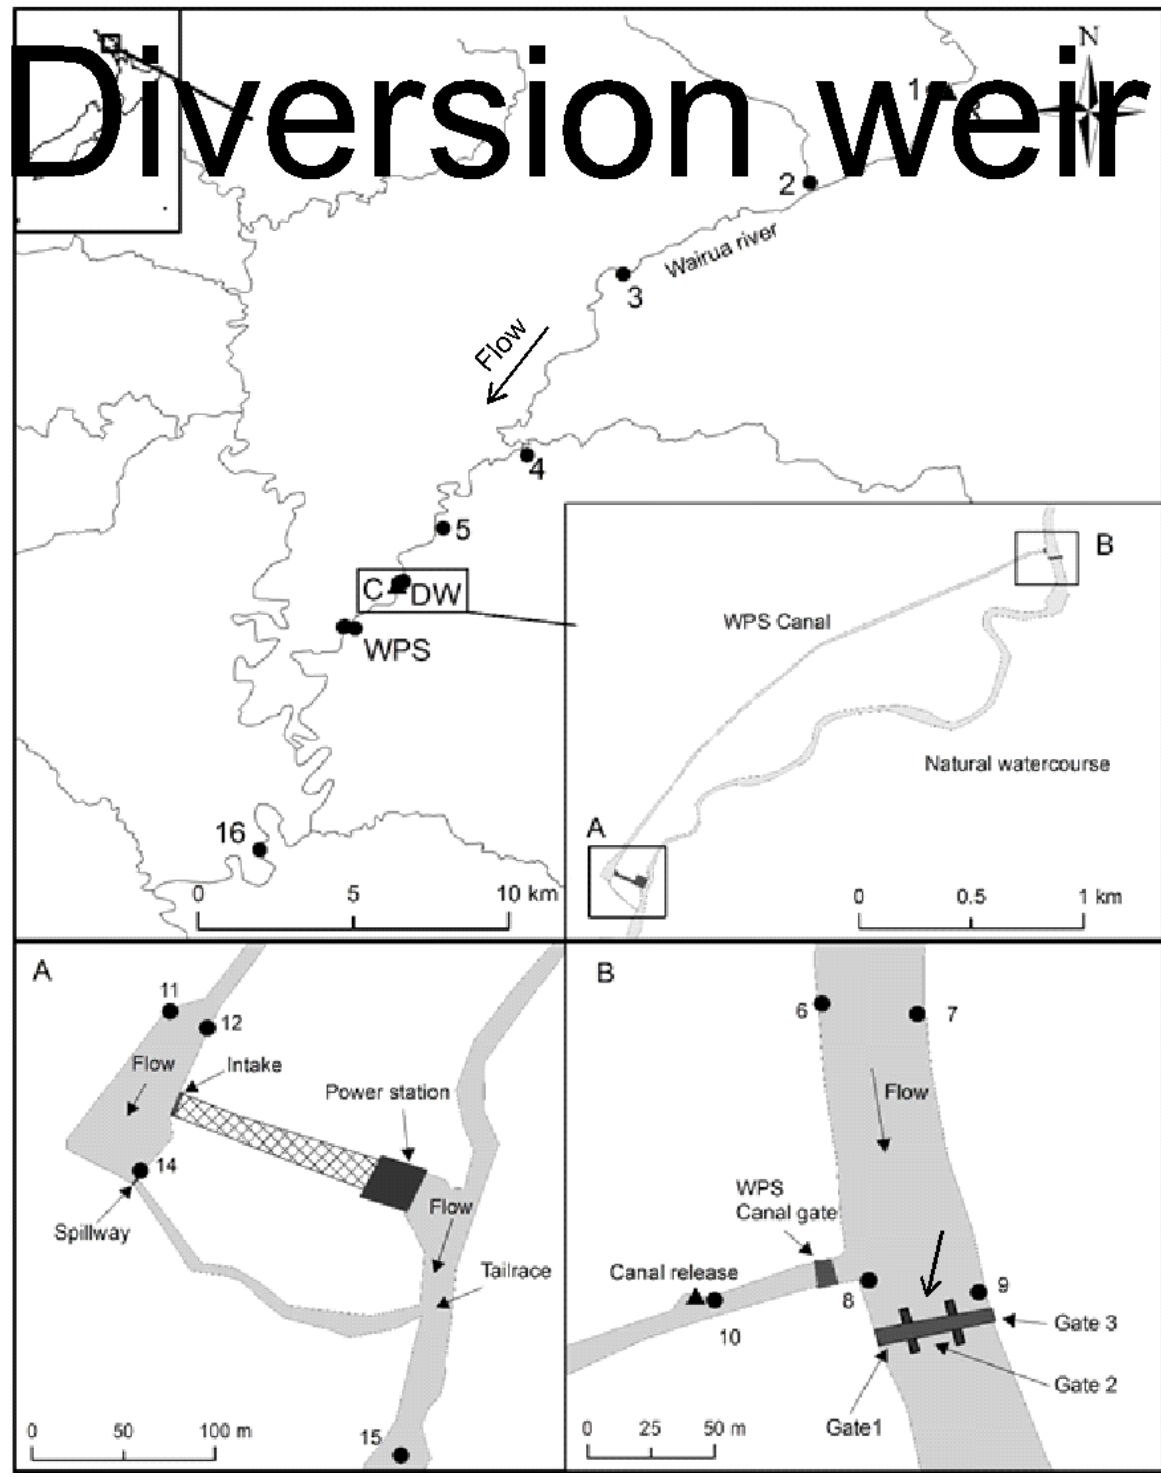 Diversion weir
N
1
2
Wairua river
3
Flow
4
5
C
DW
WPS
16
0 5 10 km
B
WPS Canal
Natural watercourse
A
0 0.5 1 km
A
11
12
Flow
Intake
Power station
14
Flow
Spillway
Tailrace
15
0 50 100 m
B
6
7
Flow
WPS
Canal gate
Canal release
8
9
10
Gate 3
Gate 2
Gate1
0 25 50 m